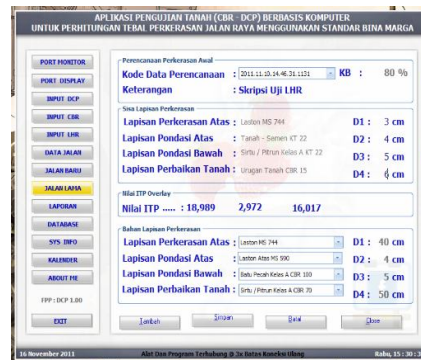 APLIKASI PENGUJIAN TANAH (CBR - DCP) BERBASIS KOMPUTER
UNTUK PERHITUNGAN TEBAL PERKERASAN JALAN RAYA MENGGUNAKAN STANDAR BINA MARGA
PORT MONITOR
PORT DISPLAY
INPUT DCP
INPUT CBR
INPUT LHR
DATA JALAN
JALAN BARU
JALAN LAMA
LAPORAN
DATABASE
SYS INFO
KALENDER
ABOUT ME
FPP : DCP 1.00
EXIT
Perencanaan Perkerasan Awal
Kode Data Perencanaan : 2011.11.10.14.46.31.1131 KB : 80 %
Keterangan : Skripsi Uji LHR
Sisa Lapisan Perkerasan
Lapisan Perkerasan Atas : Laston MS 744 D1 : 3 cm
Lapisan Pondasi Atas : Tanah - Semen KT 22 D2 : 4 cm
Lapisan Pondasi Bawah : Sirtu / Pitrun Kelas A KT 22 D3 : 5 cm
Lapisan Perbaikan Tanah : Urugan Tanah CBR 15 D4 : 6 cm
Nilai ITP Overlay
Nilai ITP ..... : 18,989 2,972 16,017
Bahan Lapisan Perkerasan
Lapisan Perkerasan Atas : Laston MS 744 D1 : 40 cm
Lapisan Pondasi Atas : Laston Atas MS 590 D2 : 4 cm
Lapisan Pondasi Bawah : Batu Pecah Kelas A CBR 100 D3 : 5 cm
Lapisan Perbaikan Tanah : Sirtu / Pitrun Kelas A CBR 70 D4 : 50 cm
Tambah Simpan Batal Close
16 November 2011 Alat Dan Program Terhubung @ 3x Batas Koneksi Ulang Rabu, 15 : 30 : 3